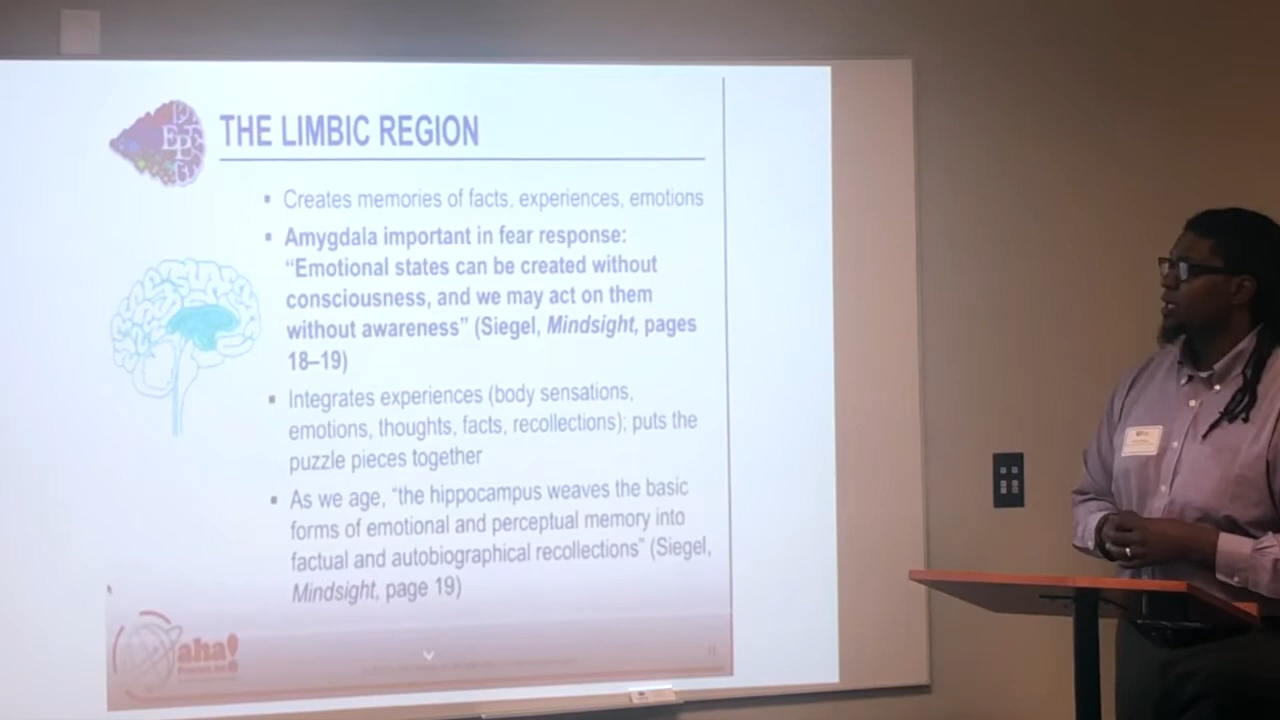 THE LIMBIC REGION
▪ Creates memories of facts, experiences, emotions
▪ Amygdala important in fear response:
“Emotional states can be created without
consciousness, and we may act on them
without awareness” (Siegel, Mindsight, pages
18–19)
▪ Integrates experiences (body sensations,
emotions, thoughts, facts, recollections); puts the
puzzle pieces together
▪ As we age, “the hippocampus weaves the basic
forms of emotional and perceptual memory into
factual and autobiographical recollections” (Siegel,
Mindsight, page 19)
aha!